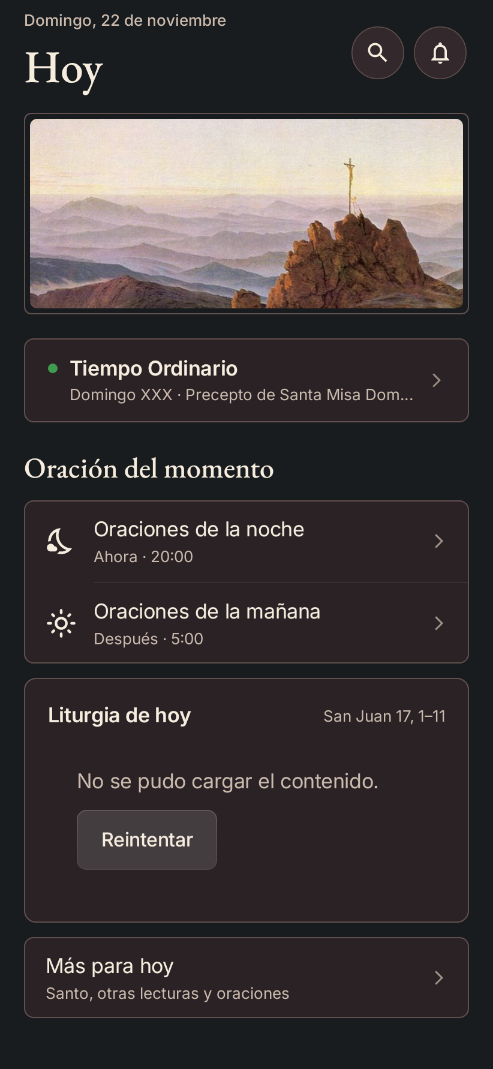 Domingo, 22 de noviembre
Hoy
Tiempo Ordinario
Domingo XXX · Precepto de Santa Misa Dom...
Oración del momento
Oraciones de la noche
Ahora · 20:00
Oraciones de la mañana
Después · 5:00
Liturgia de hoy
San Juan 17, 1–11
No se pudo cargar el contenido.
Reintentar
Más para hoy
Santo, otras lecturas y oraciones